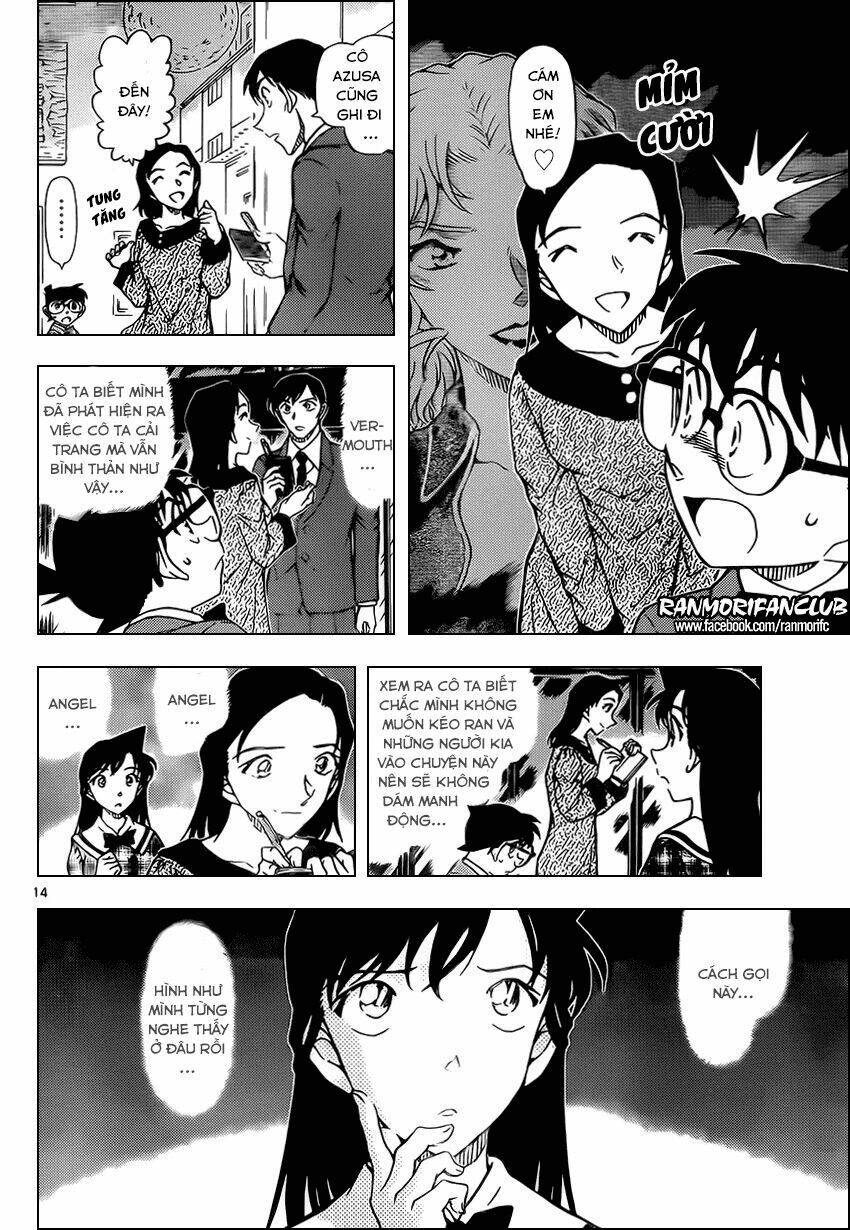 CÔ
AZUSA
CŨNG
GHI ĐI
...
ĐẾN
ĐÂY!
TUNG
TĂNG
......
CÁM
ƠN
EM
NHÉ!
♡
MỈM
CƯỜI
RANMORIFANCLUB
www.facebook.com/ranmorifc
CÔ TA BIẾT MÌNH
ĐÃ PHÁT HIỆN RA
VIỆC CÔ TA CẢI
TRANG MÀ VẪN
BÌNH THẢN NHƯ
VẬY...
VER-
MOUTH
...
ANGEL
...
ANGEL
...
XEM RA CÔ TA BIẾT
CHẮC MÌNH KHÔNG
MUỐN KÉO RAN VÀ
NHỮNG NGƯỜI KIA
VÀO CHUYỆN NÀY
NÊN SẼ KHÔNG
DÁM MANH
ĐỘNG...
14
CÁCH GỌI
NÀY...
HÌNH NHƯ
MÌNH TỪNG
NGHE THẤY
Ở ĐÂU RỒI
...